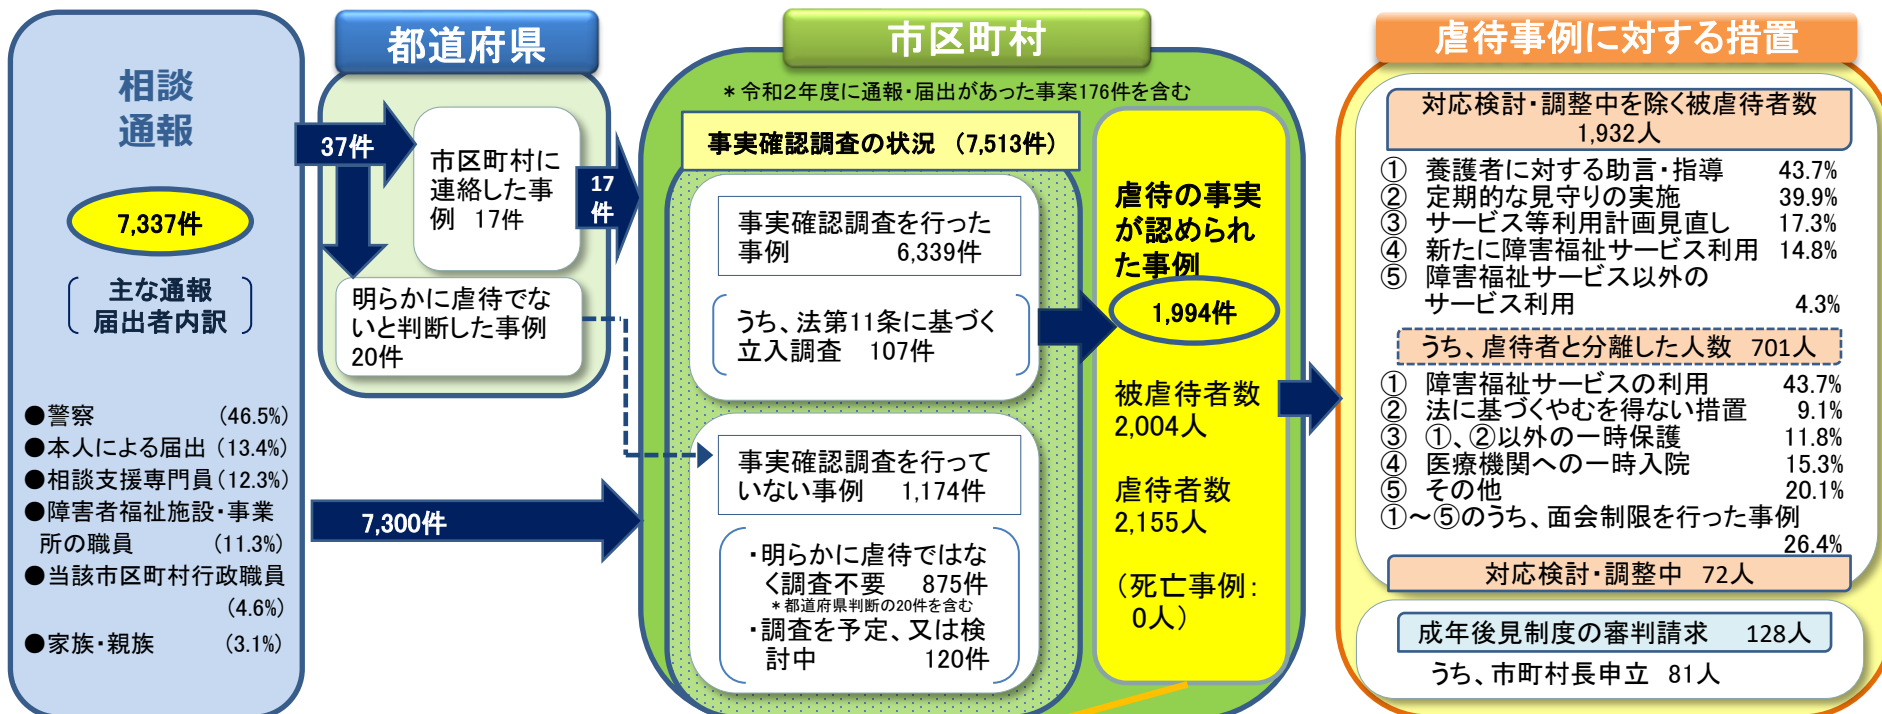 相談
通報
7,337件
主な通報
届出者内訳
●警察 (46.5%)
●本人による届出 (13.4%)
●相談支援専門員 (12.3%)
●障害者福祉施設・事業
所の職員 (11.3%)
●当該市区町村行政職員
(4.6%)
●家族・親族 (3.1%)
都道府県
37件
市区町村に
連絡した事
例 17件
明らかに虐待でな
いと判断した事例
20件
17
件
7,300件
市区町村
*令和2年度に通報・届出があった事案176件を含む
事実確認調査の状況 (7,513件)
事実確認調査を行った
事例 6,339件
うち、法第11条に基づく
立入調査 107件
事実確認調査を行って
いない事例 1,174件
・明らかに虐待ではな
く調査不要 875件
*都道府県判断の20件を含む
・調査を予定、又は検
討中 120件
虐待の事実
が認められ
た事例
1,994件
被虐待者数
2,004人
虐待者数
2,155人
(死亡事例:
0人)
虐待事例に対する措置
対応検討・調整中を除く被虐待者数
1,932人
① 養護者に対する助言・指導 43.7%
② 定期的な見守りの実施 39.9%
③ サービス等利用計画見直し 17.3%
④ 新たに障害福祉サービス利用 14.8%
⑤ 障害福祉サービス以外の
サービス利用 4.3%
うち、虐待者と分離した人数 701人
① 障害福祉サービスの利用 43.7%
② 法に基づくやむを得ない措置 9.1%
③ ①、②以外の一時保護 11.8%
④ 医療機関への一時入院 15.3%
⑤ その他 20.1%
①~⑤のうち、面会制限を行った事例
26.4%
対応検討・調整中 72人
成年後見制度の審判請求 128人
うち、市町村長申立 81人